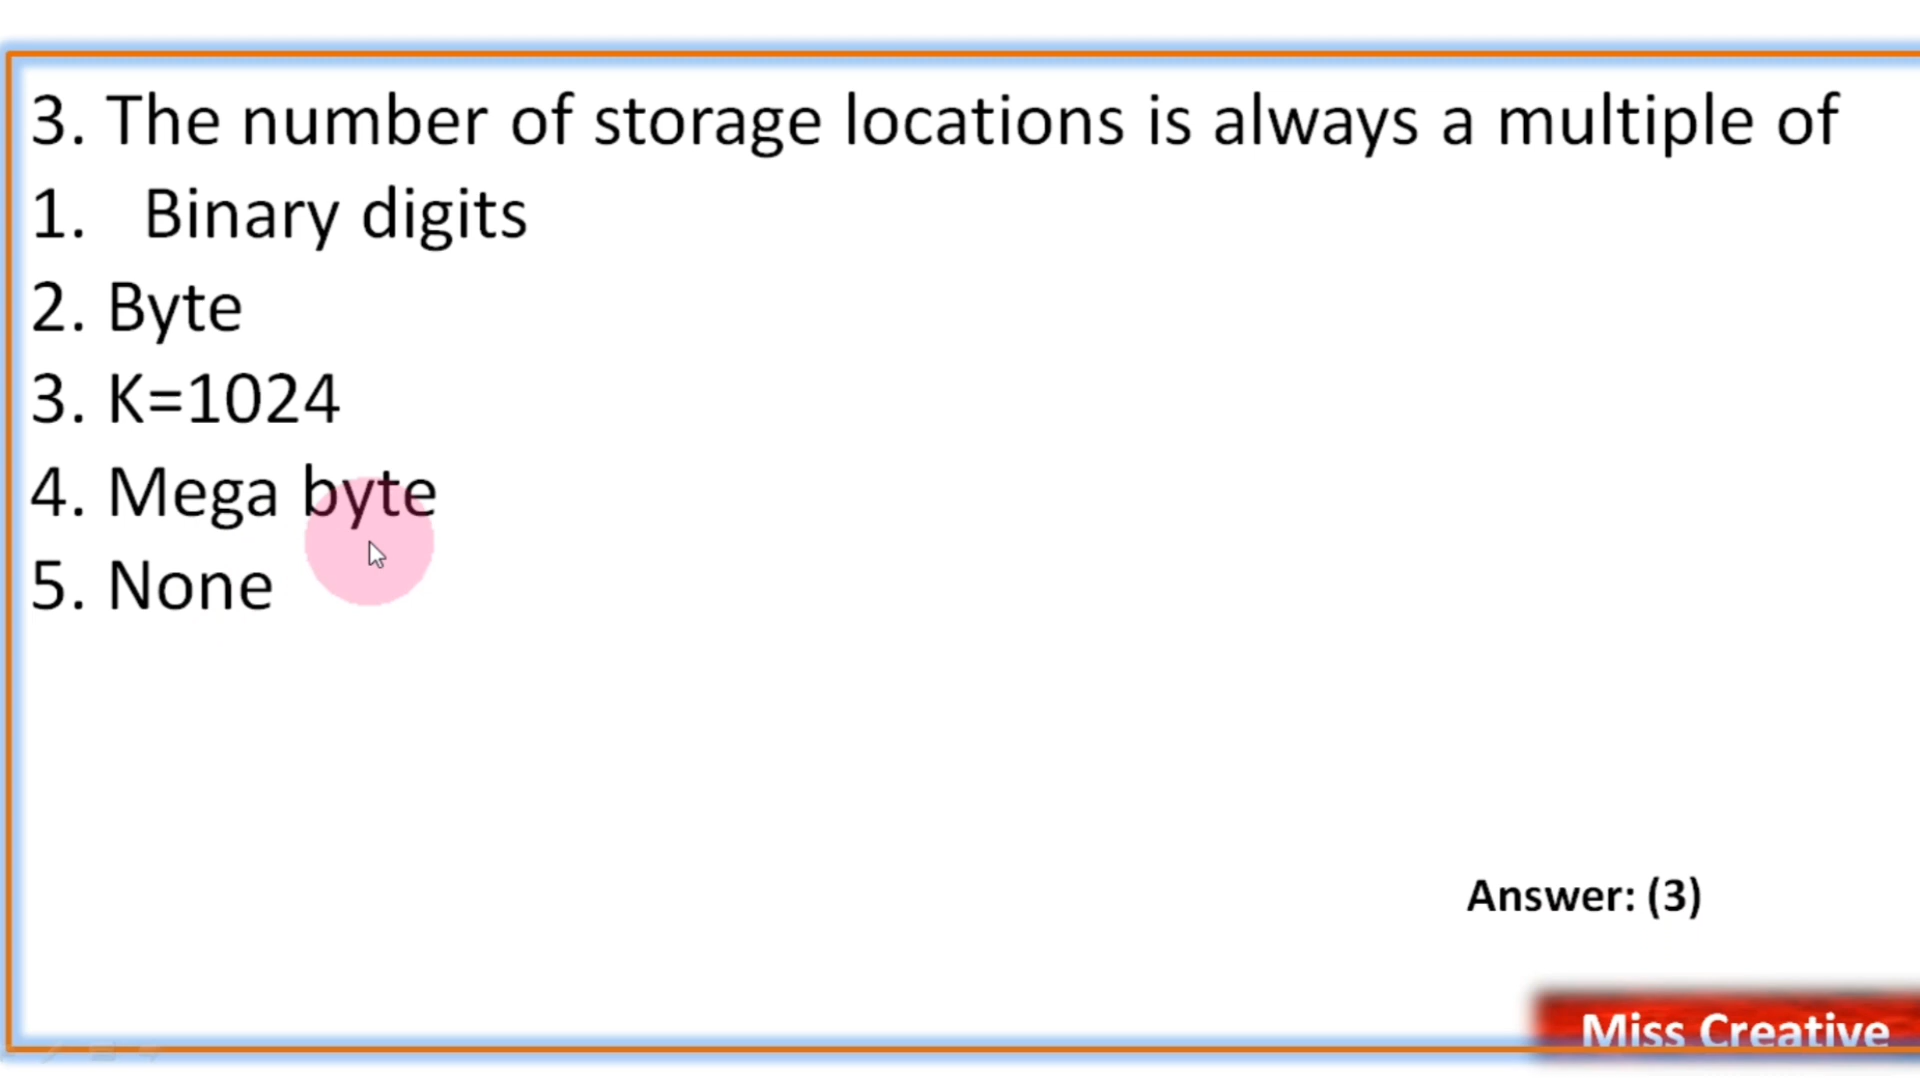 3. The number of storage locations is always a multiple of
1. Binary digits
2. Byte
3. K=1024
4. Mega byte
5. None
Answer: (3)
Miss Creative